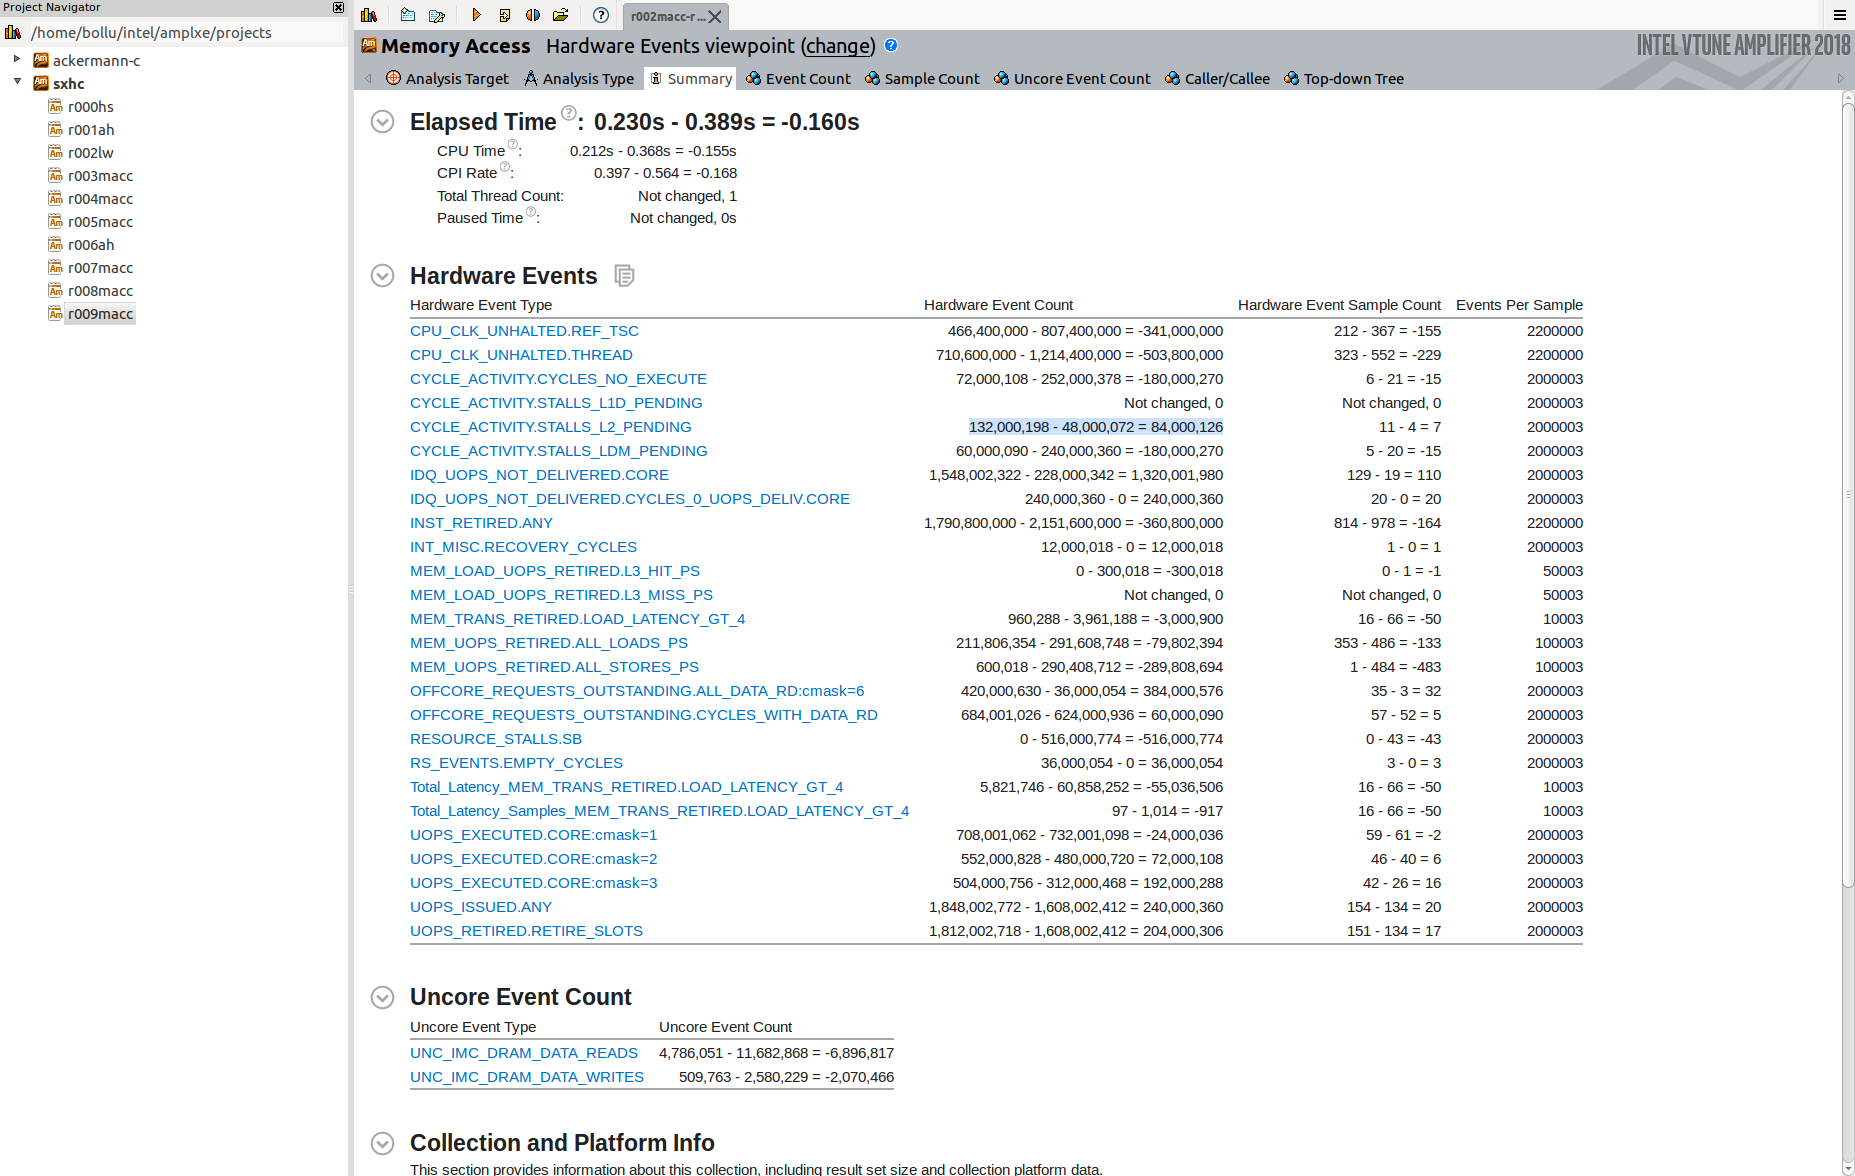 Project Navigator
/home/bollu/intel/amplxe/projects
ackermann-c
sxhc
r000hs
r001ah
r002lw
r003macc
r004macc
r005macc
r006ah
r007macc
r008macc
r009macc
r002macc-r...
Memory Access Hardware Events viewpoint (change)
INTEL VTUNE AMPLIFIER 2018
Analysis Target Analysis Type Summary Event Count Sample Count Uncore Event Count Caller/Callee Top-down Tree
Elapsed Time ?: 0.230s - 0.389s = -0.160s
CPU Time ?: 0.212s - 0.368s = -0.155s
CPI Rate ?: 0.397 - 0.564 = -0.168
Total Thread Count: Not changed, 1
Paused Time ?: Not changed, 0s
Hardware Events
Hardware Event Type Hardware Event Count Hardware Event Sample Count Events Per Sample
CPU_CLK_UNHALTED.REF_TSC 466,400,000 - 807,400,000 = -341,000,000 212 - 367 = -155 2200000
CPU_CLK_UNHALTED.THREAD 710,600,000 - 1,214,400,000 = -503,800,000 323 - 552 = -229 2200000
CYCLE_ACTIVITY.CYCLES_NO_EXECUTE 72,000,108 - 252,000,378 = -180,000,270 6 - 21 = -15 2000003
CYCLE_ACTIVITY.STALLS_L1D_PENDING Not changed, 0 Not changed, 0 2000003
CYCLE_ACTIVITY.STALLS_L2_PENDING 132,000,198 - 48,000,072 = 84,000,126 11 - 4 = 7 2000003
CYCLE_ACTIVITY.STALLS_LDM_PENDING 60,000,090 - 240,000,360 = -180,000,270 5 - 20 = -15 2000003
IDQ_UOPS_NOT_DELIVERED.CORE 1,548,002,322 - 228,000,342 = 1,320,001,980 129 - 19 = 110 2000003
IDQ_UOPS_NOT_DELIVERED.CYCLES_0_UOPS_DELIV.CORE 240,000,360 - 0 = 240,000,360 20 - 0 = 20 2000003
INST_RETIRED.ANY 1,790,800,000 - 2,151,600,000 = -360,800,000 814 - 978 = -164 2200000
INT_MISC.RECOVERY_CYCLES 12,000,018 - 0 = 12,000,018 1 - 0 = 1 2000003
MEM_LOAD_UOPS_RETIRED.L3_HIT_PS 0 - 300,018 = -300,018 0 - 1 = -1 50003
MEM_LOAD_UOPS_RETIRED.L3_MISS_PS Not changed, 0 Not changed, 0 50003
MEM_TRANS_RETIRED.LOAD_LATENCY_GT_4 960,288 - 3,961,188 = -3,000,900 16 - 66 = -50 10003
MEM_UOPS_RETIRED.ALL_LOADS_PS 211,806,354 - 291,608,748 = -79,802,394 353 - 486 = -133 100003
MEM_UOPS_RETIRED.ALL_STORES_PS 600,018 - 290,408,712 = -289,808,694 1 - 484 = -483 100003
OFFCORE_REQUESTS_OUTSTANDING.ALL_DATA_RD:cmask=6 420,000,630 - 36,000,054 = 384,000,576 35 - 3 = 32 2000003
OFFCORE_REQUESTS_OUTSTANDING.CYCLES_WITH_DATA_RD 684,001,026 - 624,000,936 = 60,000,090 57 - 52 = 5 2000003
RESOURCE_STALLS.SB 0 - 516,000,774 = -516,000,774 0 - 43 = -43 2000003
RS_EVENTS.EMPTY_CYCLES 36,000,054 - 0 = 36,000,054 3 - 0 = 3 2000003
Total_Latency_MEM_TRANS_RETIRED.LOAD_LATENCY_GT_4 5,821,746 - 60,858,252 = -55,036,506 16 - 66 = -50 10003
Total_Latency_Samples_MEM_TRANS_RETIRED.LOAD_LATENCY_GT_4 97 - 1,014 = -917 16 - 66 = -50 10003
UOPS_EXECUTED.CORE:cmask=1 708,001,062 - 732,001,098 = -24,000,036 59 - 61 = -2 2000003
UOPS_EXECUTED.CORE:cmask=2 552,000,828 - 480,000,720 = 72,000,108 46 - 40 = 6 2000003
UOPS_EXECUTED.CORE:cmask=3 504,000,756 - 312,000,468 = 192,000,288 42 - 26 = 16 2000003
UOPS_ISSUED.ANY 1,848,002,772 - 1,608,002,412 = 240,000,360 154 - 134 = 20 2000003
UOPS_RETIRED.RETIRE_SLOTS 1,812,002,718 - 1,608,002,412 = 204,000,306 151 - 134 = 17 2000003
Uncore Event Count
Uncore Event Type Uncore Event Count
UNC_IMC_DRAM_DATA_READS 4,786,051 - 11,682,868 = -6,896,817
UNC_IMC_DRAM_DATA_WRITES 509,763 - 2,580,229 = -2,070,466
Collection and Platform Info
This section provides information about this collection, including result set size and collection platform data.